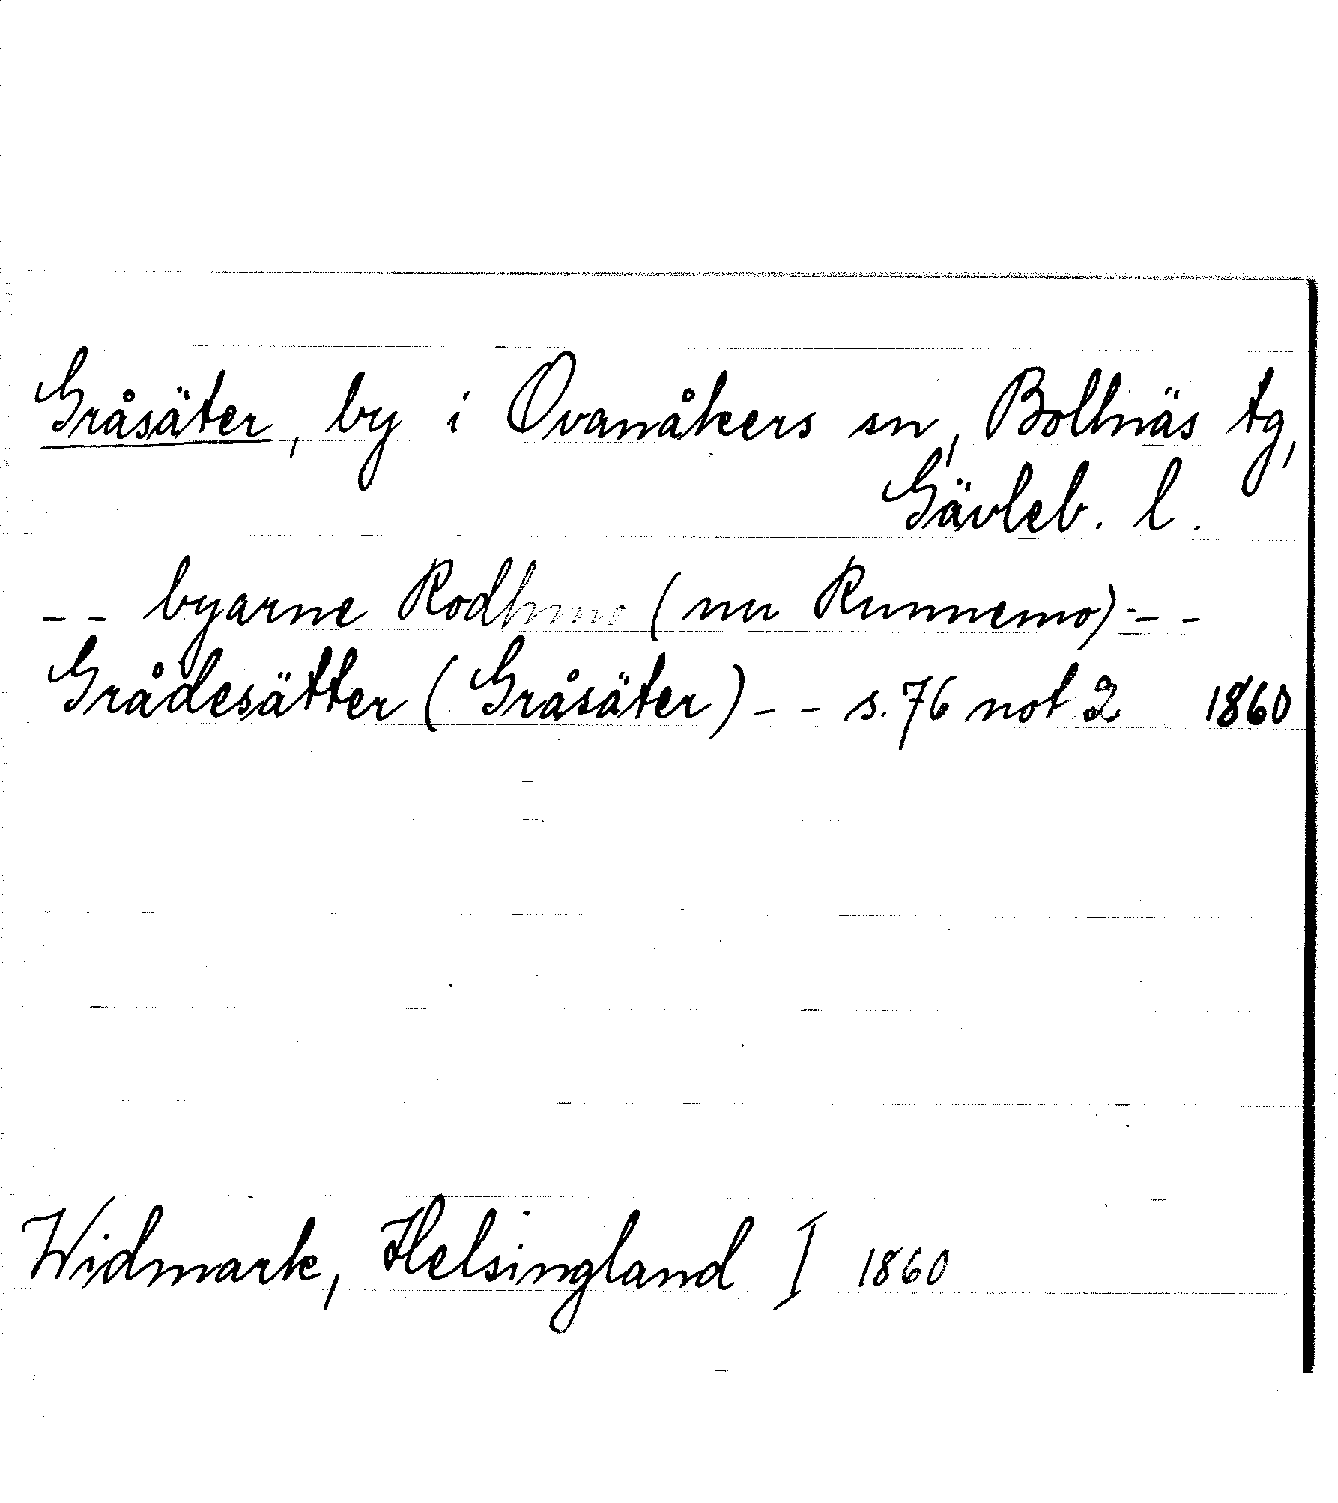 Gråsäter, by i Ovanåkers sn, Bollnäs tg,
Gävleb. l.
-- byarne (nu Runnemo) --
Grådesätter (Gråsäter) -- s. 76 not 2 1860
Widmark, Helsingland I 1860